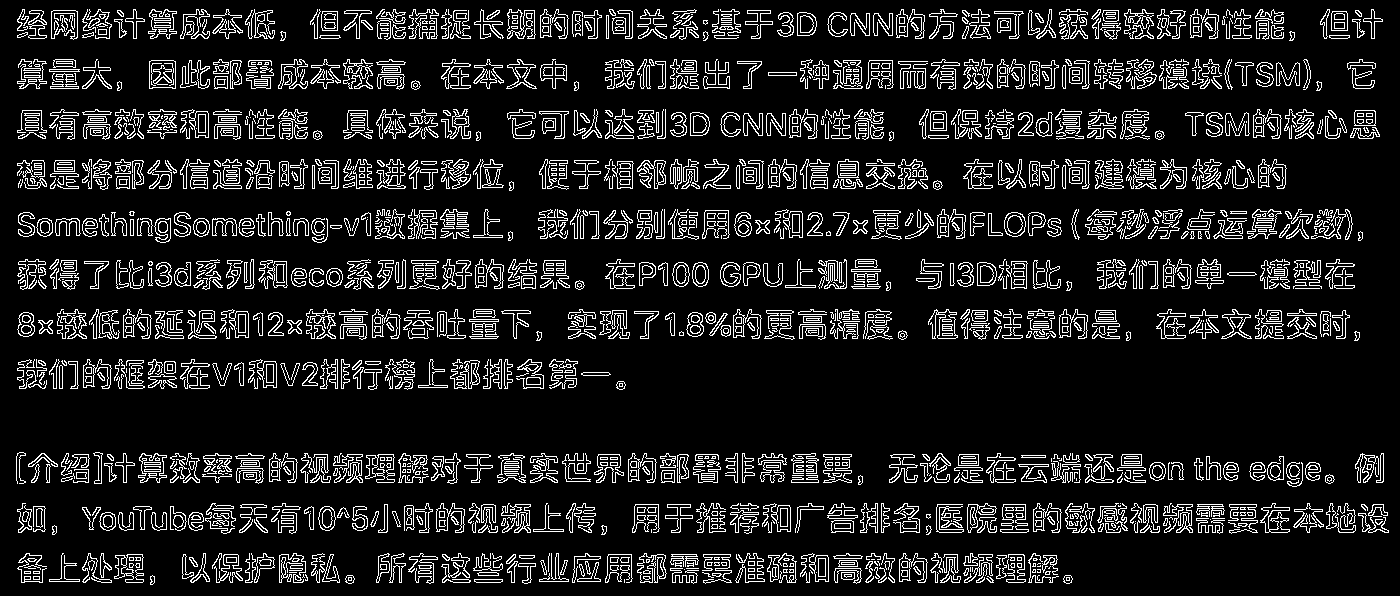 经网络计算成本低，但不能捕捉长期的时间关系;基于3D CNN的方法可以获得较好的性能，但计
算量大，因此部署成本较高。在本文中，我们提出了一种通用而有效的时间转移模块(TSM)，它
具有高效率和高性能。具体来说，它可以达到3D CNN的性能，但保持2d复杂度。TSM的核心思
想是将部分信道沿时间维进行移位，便于相邻帧之间的信息交换。在以时间建模为核心的
SomethingSomething-v1数据集上，我们分别使用6×和2.7×更少的FLOPs (每秒浮点运算次数)，
获得了比i3d系列和eco系列更好的结果。在P100 GPU上测量，与I3D相比，我们的单一模型在
8×较低的延迟和12×较高的吞吐量下，实现了1.8%的更高精度。值得注意的是，在本文提交时，
我们的框架在V1和V2排行榜上都排名第一。
[介绍]计算效率高的视频理解对于真实世界的部署非常重要，无论是在云端还是on the edge。例
如，YouTube每天有10^5小时的视频上传，用于推荐和广告排名;医院里的敏感视频需要在本地设
备上处理，以保护隐私。所有这些行业应用都需要准确和高效的视频理解。